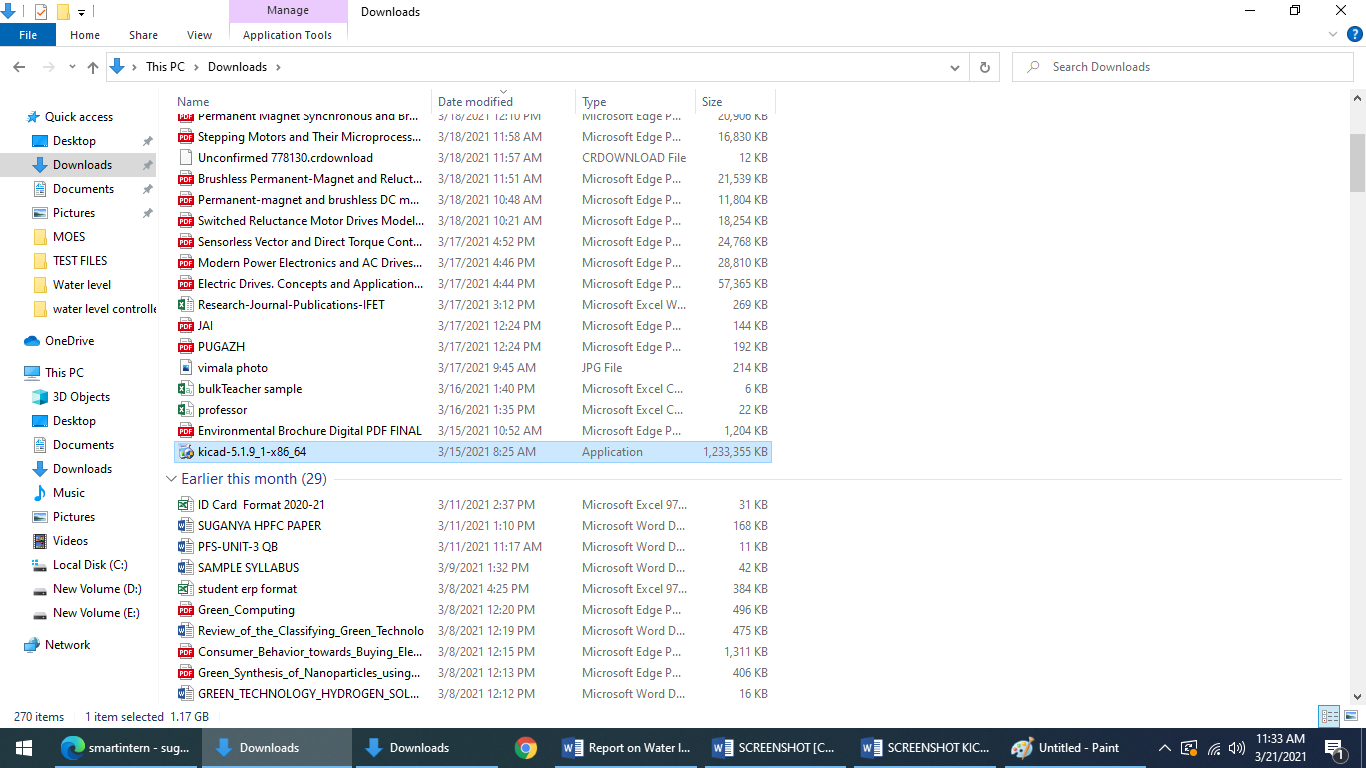 Manage Downloads
File Home Share View Application Tools
This PC Downloads Search Downloads
Name Date modified Type Size
Permanent Magnet Synchronous and Br... 3/18/2021 12:10 PM Microsoft Edge P... 20,906 KB
Stepping Motors and Their Microprocess... 3/18/2021 11:58 AM Microsoft Edge P... 16,830 KB
Unconfirmed 778130.crdownload 3/18/2021 11:57 AM CRDOWNLOAD File 12 KB
Brushless Permanent-Magnet and Reluct... 3/18/2021 11:51 AM Microsoft Edge P... 21,539 KB
Permanent-magnet and brushless DC m... 3/18/2021 10:48 AM Microsoft Edge P... 11,804 KB
Switched Reluctance Motor Drives Model... 3/18/2021 10:21 AM Microsoft Edge P... 18,254 KB
Sensorless Vector and Direct Torque Cont... 3/17/2021 4:52 PM Microsoft Edge P... 24,768 KB
Modern Power Electronics and AC Drives... 3/17/2021 4:46 PM Microsoft Edge P... 28,810 KB
Electric Drives. Concepts and Application... 3/17/2021 4:44 PM Microsoft Edge P... 57,365 KB
Research-Journal-Publications-IFET 3/17/2021 3:12 PM Microsoft Excel W... 269 KB
JAI 3/17/2021 12:24 PM Microsoft Edge P... 144 KB
PUGAZH 3/17/2021 12:24 PM Microsoft Edge P... 192 KB
vimala photo 3/17/2021 9:45 AM JPG File 214 KB
bulkTeacher sample 3/16/2021 1:40 PM Microsoft Excel C... 6 KB
professor 3/16/2021 1:35 PM Microsoft Excel C... 22 KB
Environmental Brochure Digital PDF FINAL 3/15/2021 10:52 AM Microsoft Edge P... 1,204 KB
kicad-5.1.9_1-x86_64 3/15/2021 8:25 AM Application 1,233,355 KB
Earlier this month (29)
ID Card Format 2020-21 3/11/2021 2:37 PM Microsoft Excel 97... 31 KB
SUGANYA HPFC PAPER 3/11/2021 1:10 PM Microsoft Word D... 168 KB
PFS-UNIT-3 QB 3/11/2021 11:17 AM Microsoft Word D... 11 KB
SAMPLE SYLLABUS 3/9/2021 1:32 PM Microsoft Word D... 42 KB
student erp format 3/8/2021 4:25 PM Microsoft Excel 97... 384 KB
Green_Computing 3/8/2021 12:20 PM Microsoft Edge P... 496 KB
Review_of_the_Classifying_Green_Technolo 3/8/2021 12:19 PM Microsoft Word D... 475 KB
Consumer_Behavior_towards_Buying_Ele... 3/8/2021 12:15 PM Microsoft Edge P... 1,311 KB
Green_Synthesis_of_Nanoparticles_using... 3/8/2021 12:13 PM Microsoft Edge P... 406 KB
GREEN_TECHNOLOGY_HYDROGEN_SOL... 3/8/2021 12:12 PM Microsoft Word D... 16 KB
Quick access
Desktop
Downloads
Documents
Pictures
MOES
TEST FILES
Water level
water level controlle
OneDrive
This PC
3D Objects
Desktop
Documents
Downloads
Music
Pictures
Videos
Local Disk (C:)
New Volume (D:)
New Volume (E:)
Network
270 items 1 item selected 1.17 GB
smartintern - sug... Downloads Downloads Report on Water l... SCREENSHOT [C... SCREENSHOT KIC... Untitled - Paint 11:33 AM
3/21/2021 1